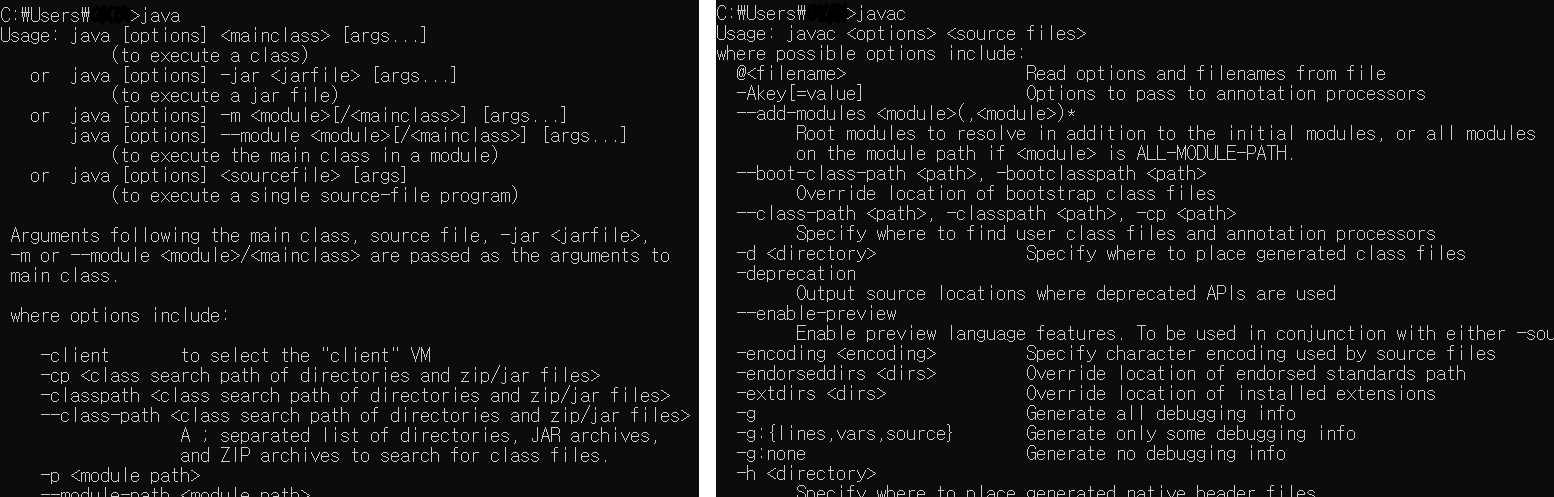 C:₩Users₩ >java
Usage: java [options] <mainclass> [args...]
(to execute a class)
or java [options] -jar <jarfile> [args...]
(to execute a jar file)
or java [options] -m <module>[/<mainclass>] [args...]
java [options] --module <module>[/<mainclass>] [args...]
(to execute the main class in a module)
or java [options] <sourcefile> [args]
(to execute a single source-file program)
Arguments following the main class, source file, -jar <jarfile>,
-m or --module <module>/<mainclass> are passed as the arguments to
main class.
where options include:
-client to select the "client" VM
-cp <class search path of directories and zip/jar files>
-classpath <class search path of directories and zip/jar files>
--class-path <class search path of directories and zip/jar files>
A ; separated list of directories, JAR archives,
and ZIP archives to search for class files.
-p <module path>
--module-path <module path>
C:₩Users₩ >javac
Usage: javac <options> <source files>
where possible options include:
@<filename> Read options and filenames from file
-Akey[=value] Options to pass to annotation processors
--add-modules <module>(,<module>)*
Root modules to resolve in addition to the initial modules, or all modules
on the module path if <module> is ALL-MODULE-PATH.
--boot-class-path <path>, -bootclasspath <path>
Override location of bootstrap class files
--class-path <path>, -classpath <path>, -cp <path>
Specify where to find user class files and annotation processors
-d <directory> Specify where to place generated class files
-deprecation
Output source locations where deprecated APIs are used
--enable-preview
Enable preview language features. To be used in conjunction with either -sou
-encoding <encoding> Specify character encoding used by source files
-endorseddirs <dirs> Override location of endorsed standards path
-extdirs <dirs> Override location of installed extensions
-g Generate all debugging info
-g:{lines,vars,source} Generate only some debugging info
-g:none Generate no debugging info
-h <directory>
Specify where to place generated native header files